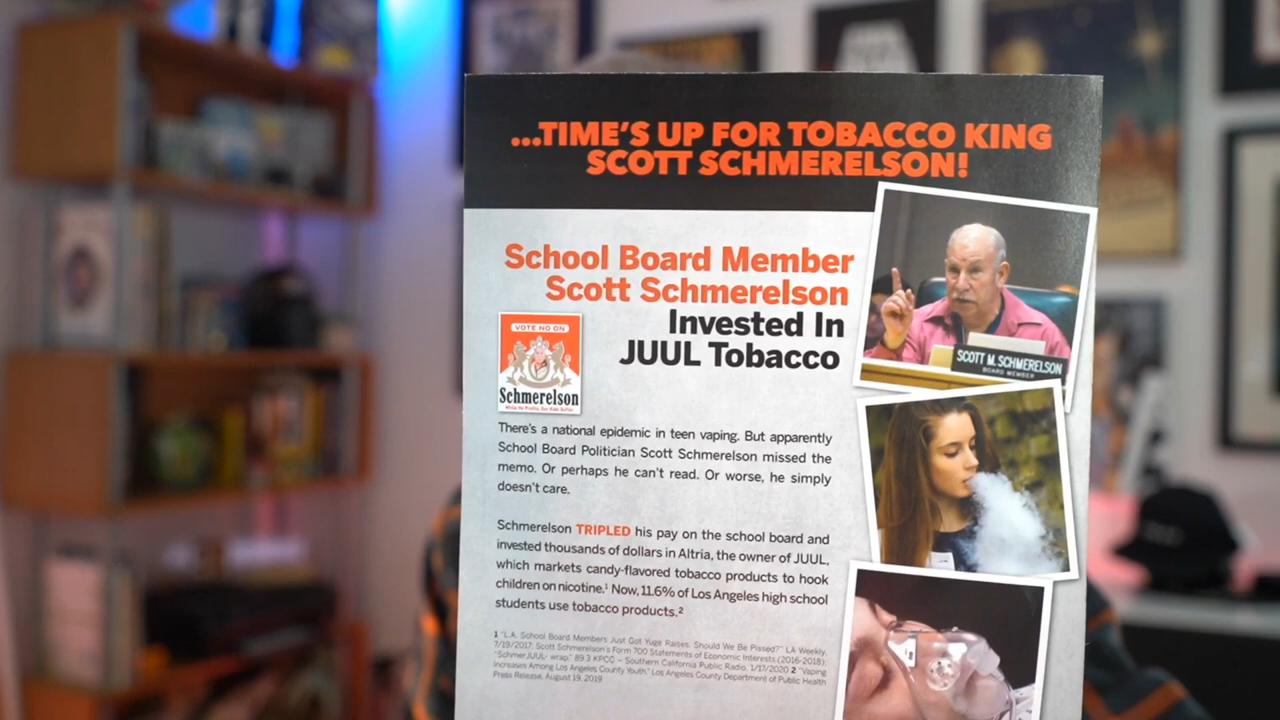 ...TIME'S UP FOR TOBACCO KING
SCOTT SCHMERELSON!
School Board Member
Scott Schmerelson
Invested In
JUUL Tobacco
VOTE NO ON
Schmerelson
While He Profits, Our Kids Suffer
There's a national epidemic in teen vaping. But apparently
School Board Politician Scott Schmerelson missed the
memo. Or perhaps he can't read. Or worse, he simply
doesn't care.
Schmerelson TRIPLED his pay on the school board and
invested thousands of dollars in Altria, the owner of JUUL,
which markets candy-flavored tobacco products to hook
children on nicotine.¹ Now, 11.6% of Los Angeles high school
students use tobacco products.²
1 "L.A. School Board Members Just Got Yuge Raises. Should We Be Pissed?" LA Weekly,
7/19/2017; Scott Schmerelson's Form 700 Statements of Economic Interests (2016-2018);
"SchmerJUUL- wrap," 89.3 KPCC – Southern California Public Radio, 1/17/2020 2 "Vaping
Increases Among Los Angeles County Youth," Los Angeles County Department of Public Health
Press Release, August 19, 2019
SCOTT M. SCHMERELSON
BOARD MEMBER